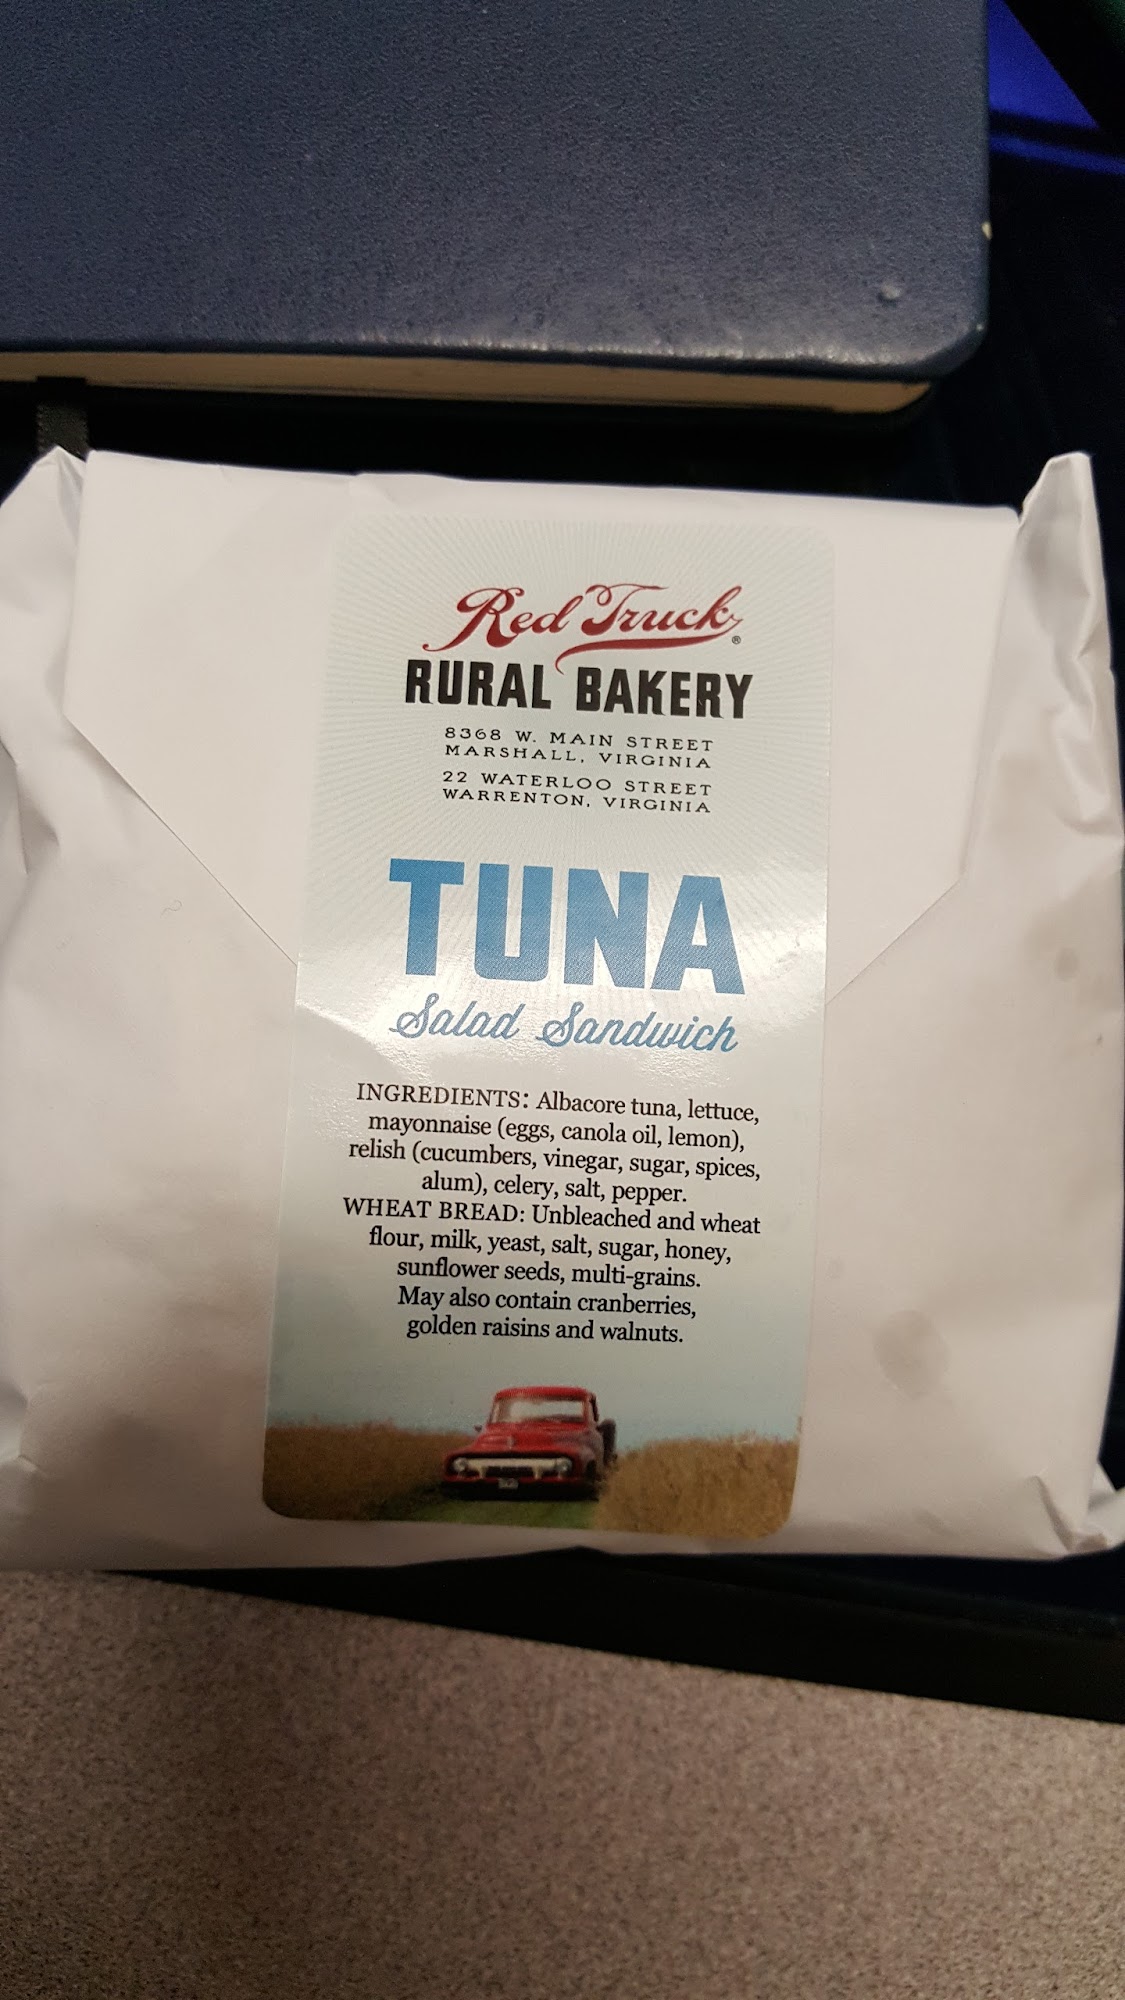 Red Truck®
RURAL BAKERY
8368 W. MAIN STREET
MARSHALL, VIRGINIA
22 WATERLOO STREET
WARRENTON, VIRGINIA
TUNA
Salad Sandwich
INGREDIENTS: Albacore tuna, lettuce,
mayonnaise (eggs, canola oil, lemon),
relish (cucumbers, vinegar, sugar, spices,
alum), celery, salt, pepper.
WHEAT BREAD: Unbleached and wheat
flour, milk, yeast, salt, sugar, honey,
sunflower seeds, multi-grains.
May also contain cranberries,
golden raisins and walnuts.